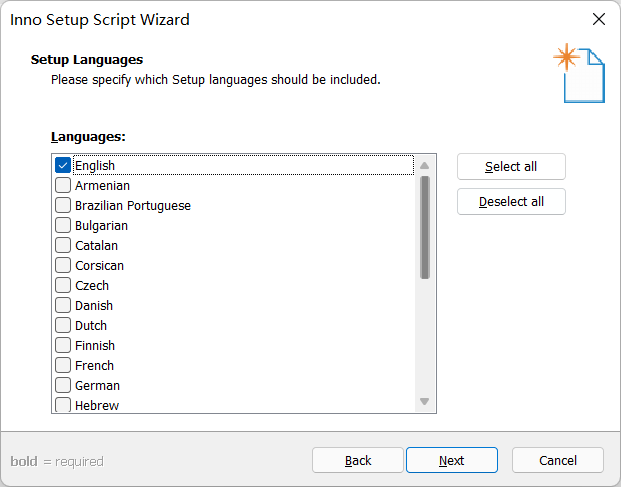 Inno Setup Script Wizard
Setup Languages
Please specify which Setup languages should be included.
Languages:
English
Armenian
Brazilian Portuguese
Bulgarian
Catalan
Corsican
Czech
Danish
Dutch
Finnish
French
German
Hebrew
Select all
Deselect all
bold = required
Back
Next
Cancel